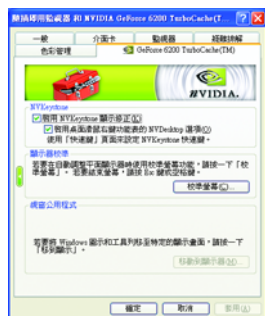 隨插即用監視器 和 NVIDIA GeForce 6200 TurboCache(T...
一般 介面卡 監視器 疑難排解
色彩管理 GeForce 6200 TurboCache(TM)
NVIDIA.
NVKeystone
啟用 NVKeystone 顯示修正(E)
啟用桌面滑鼠右鍵功能表的 NVDesktop 選項(O)
使用「快速鍵」頁面來設定 NVKeystone 快速鍵。
顯示器校準
若要在自動調整平面顯示器時使用校準螢幕功能，請按一下「校
準螢幕」。 若要結束螢幕，請按 Esc 鍵或空格鍵。
校準螢幕(C)...
視窗公用程式
若要將 Windows 圖示和工具列移至特定的顯示畫面，請按一下
「移到顯示」。
移動到顯示器(M)...
確定 取消 套用(A)